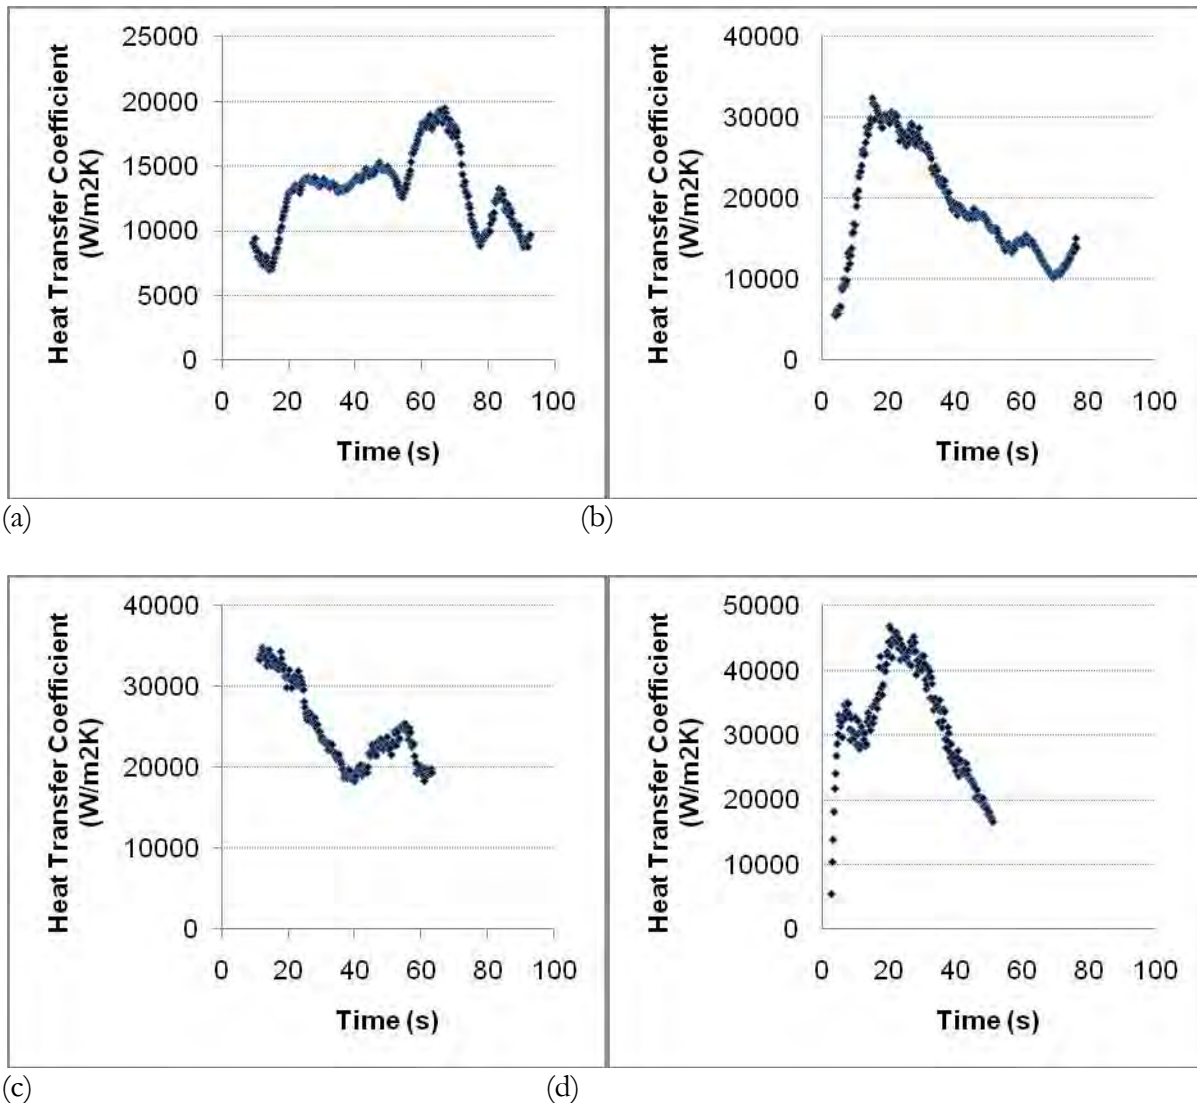 25000
20000
15000
10000
5000
0
Heat Transfer Coefficient
(W/m2K)
0 20 40 60 80 100
Time (s)
(a)
40000
30000
20000
10000
0
Heat Transfer Coefficient
(W/m2K)
0 20 40 60 80 100
Time (s)
(b)
40000
30000
20000
10000
0
Heat Transfer Coefficient
(W/m2K)
0 20 40 60 80 100
Time (s)
(c)
50000
40000
30000
20000
10000
0
Heat Transfer Coefficient
(W/m2K)
0 20 40 60 80 100
Time (s)
(d)